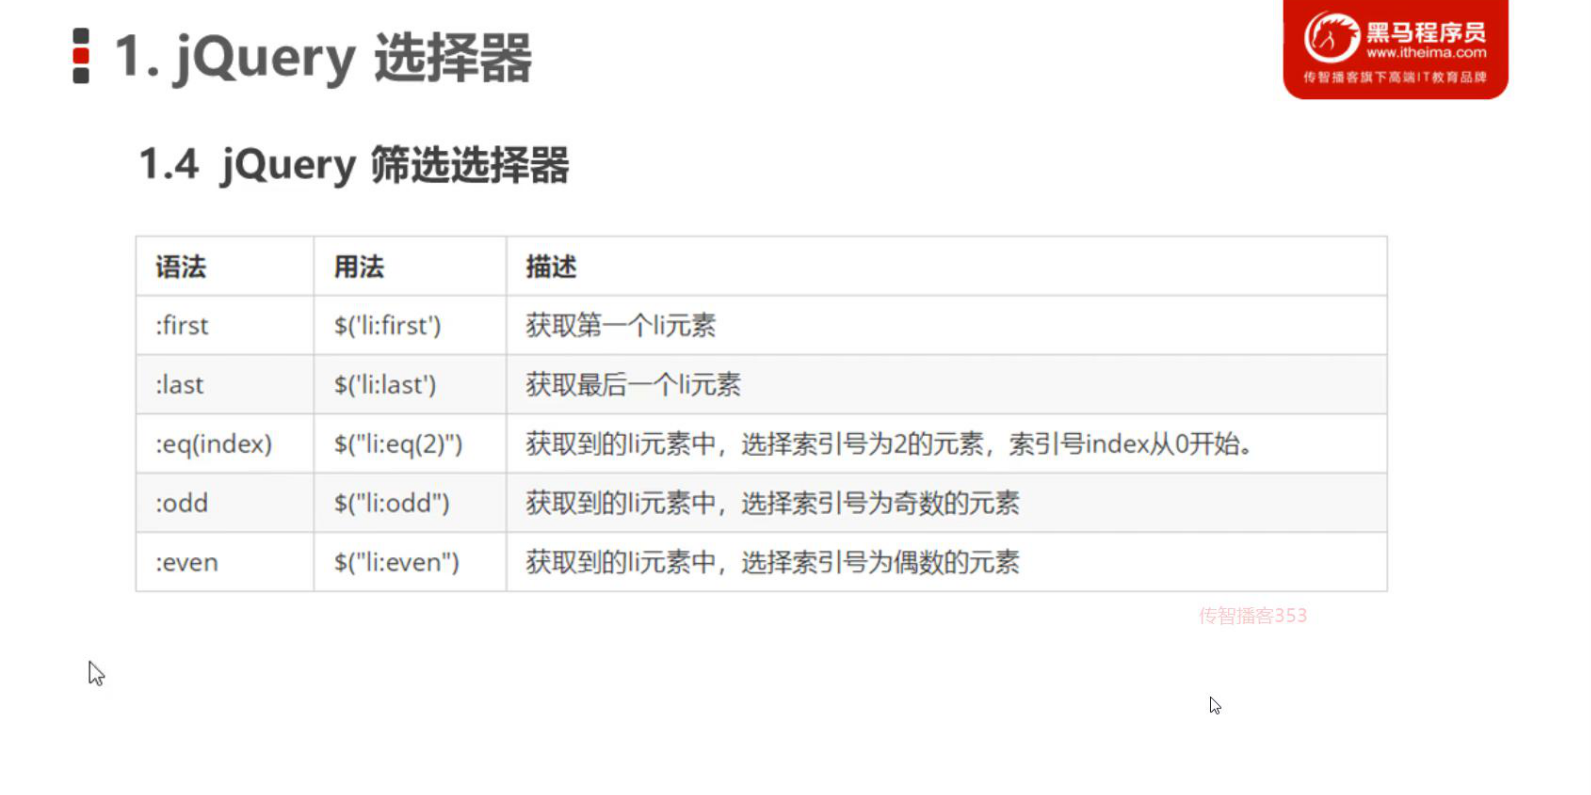 1. jQuery 选择器
黑马程序员
www.itheima.com
传智播客旗下高端IT教育品牌
1.4 jQuery 筛选选择器
语法 用法 描述
:first $('li:first') 获取第一个li元素
:last $('li:last') 获取最后一个li元素
:eq(index) $("li:eq(2)") 获取到的li元素中，选择索引号为2的元素，索引号index从0开始。
:odd $("li:odd") 获取到的li元素中，选择索引号为奇数的元素
:even $("li:even") 获取到的li元素中，选择索引号为偶数的元素
传智播客353